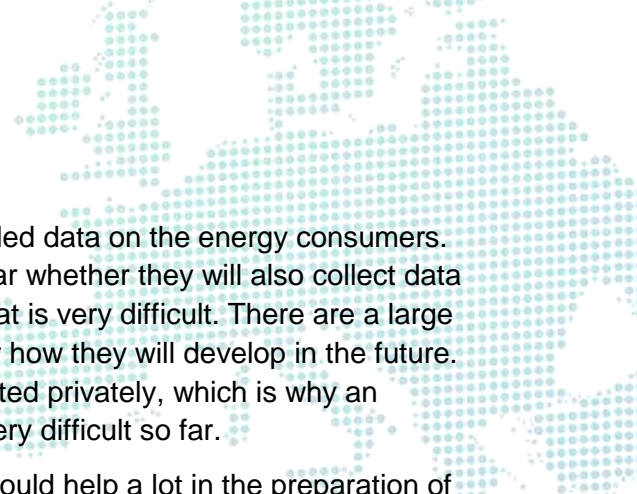 led data on the energy consumers.
ar whether they will also collect data
at is very difficult. There are a large
how they will develop in the future.
ted privately, which is why an
ery difficult so far.
ould help a lot in the preparation of